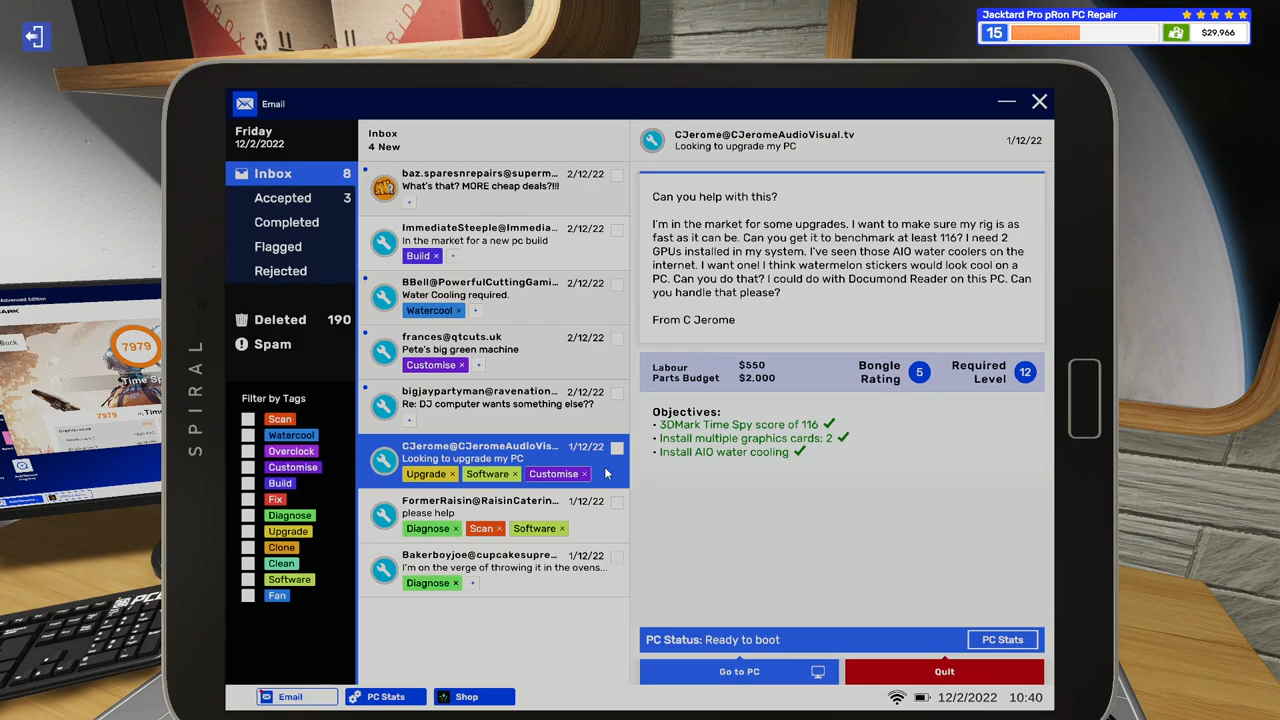 Jacktard Pro pRon PC Repair
15
$29.966
Email
Friday
12/2/2022
Inbox 8
Accepted 3
Completed
Flagged
Rejected
Deleted 190
Spam
Filter by Tags
Scan
Watercool
Overclock
Customise
Build
Fix
Diagnose
Upgrade
Clone
Clean
Software
Fan
Inbox
4 New
baz.sparesnrepairs@superm... 2/12/22
What's that? MORE cheap deals?!!!
+
ImmediateSteeple@Immedia... 2/12/22
In the market for a new pc build
Build × +
BBell@PowerfulCuttingGami... 2/12/22
Water Cooling required.
Watercool × +
frances@qtcuts.uk 2/12/22
Pete's big green machine
Customise × +
bigjaypartyman@ravenation... 2/12/22
Re: DJ computer wants something else??
+
CJerome@CJeromeAudioVis... 1/12/22
Looking to upgrade my PC
Upgrade × Software × Customise ×
FormerRaisin@RaisinCaterin... 1/12/22
please help
Diagnose × Scan × Software ×
Bakerboyjoe@cupcakesupre... 1/12/22
I'm on the verge of throwing it in the ovens...
Diagnose × +
CJerome@CJeromeAudioVisual.tv 1/12/22
Looking to upgrade my PC
Can you help with this?
I'm in the market for some upgrades. I want to make sure my rig is as
fast as it can be. Can you get it to benchmark at least 116? I need 2
GPUs installed in my system. I've seen those AIO water coolers on the
internet. I want one! I think watermelon stickers would look cool on a
PC. Can you do that? I could do with Documond Reader on this PC. Can
you handle that please?
From C Jerome
Labour $550
Parts Budget $2,000
Bongle Rating 5
Required Level 12
Objectives:
• 3DMark Time Spy score of 116 ✓
• Install multiple graphics cards: 2 ✓
• Install AIO water cooling ✓
PC Status: Ready to boot
PC Stats
Go to PC
Quit
Email
PC Stats
Shop
12/2/2022 10:40
SPIRAL
Advanced Edition
7979
Time Sp
7979